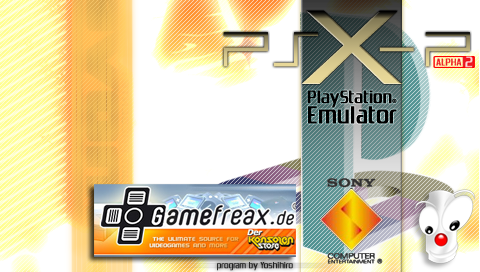 PSX-P
ALPHA 2
PlayStation®
Emulator
Gamefreax.de
THE ULTIMATE SOURCE FOR
VIDEOGAMES AND MORE
Der
Konsolen
Store
SONY
COMPUTER
ENTERTAINMENT ®
program by Yoshihiro